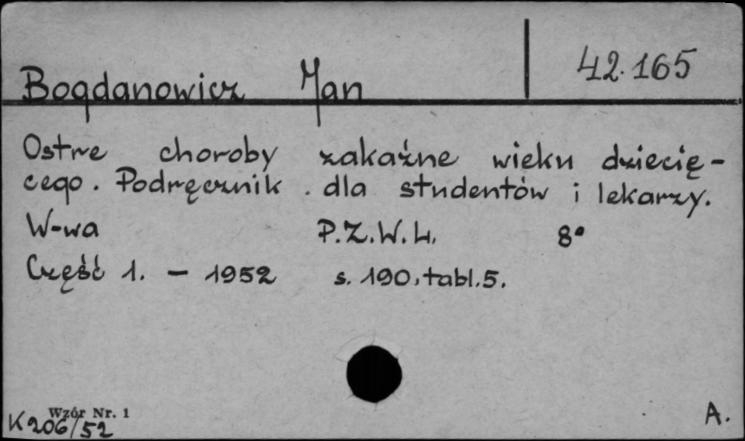 42.165
Bogdanowicz Jan
Ostre choroby zakaźne wieku dziecię-
cego. Podręcznik. dla studentów i lekarzy.
W-wa P.Z.W.L. 8°
Część 1. - 1952 s. 190, tabl. 5.
Wzór Nr. 1
K206/52 A.